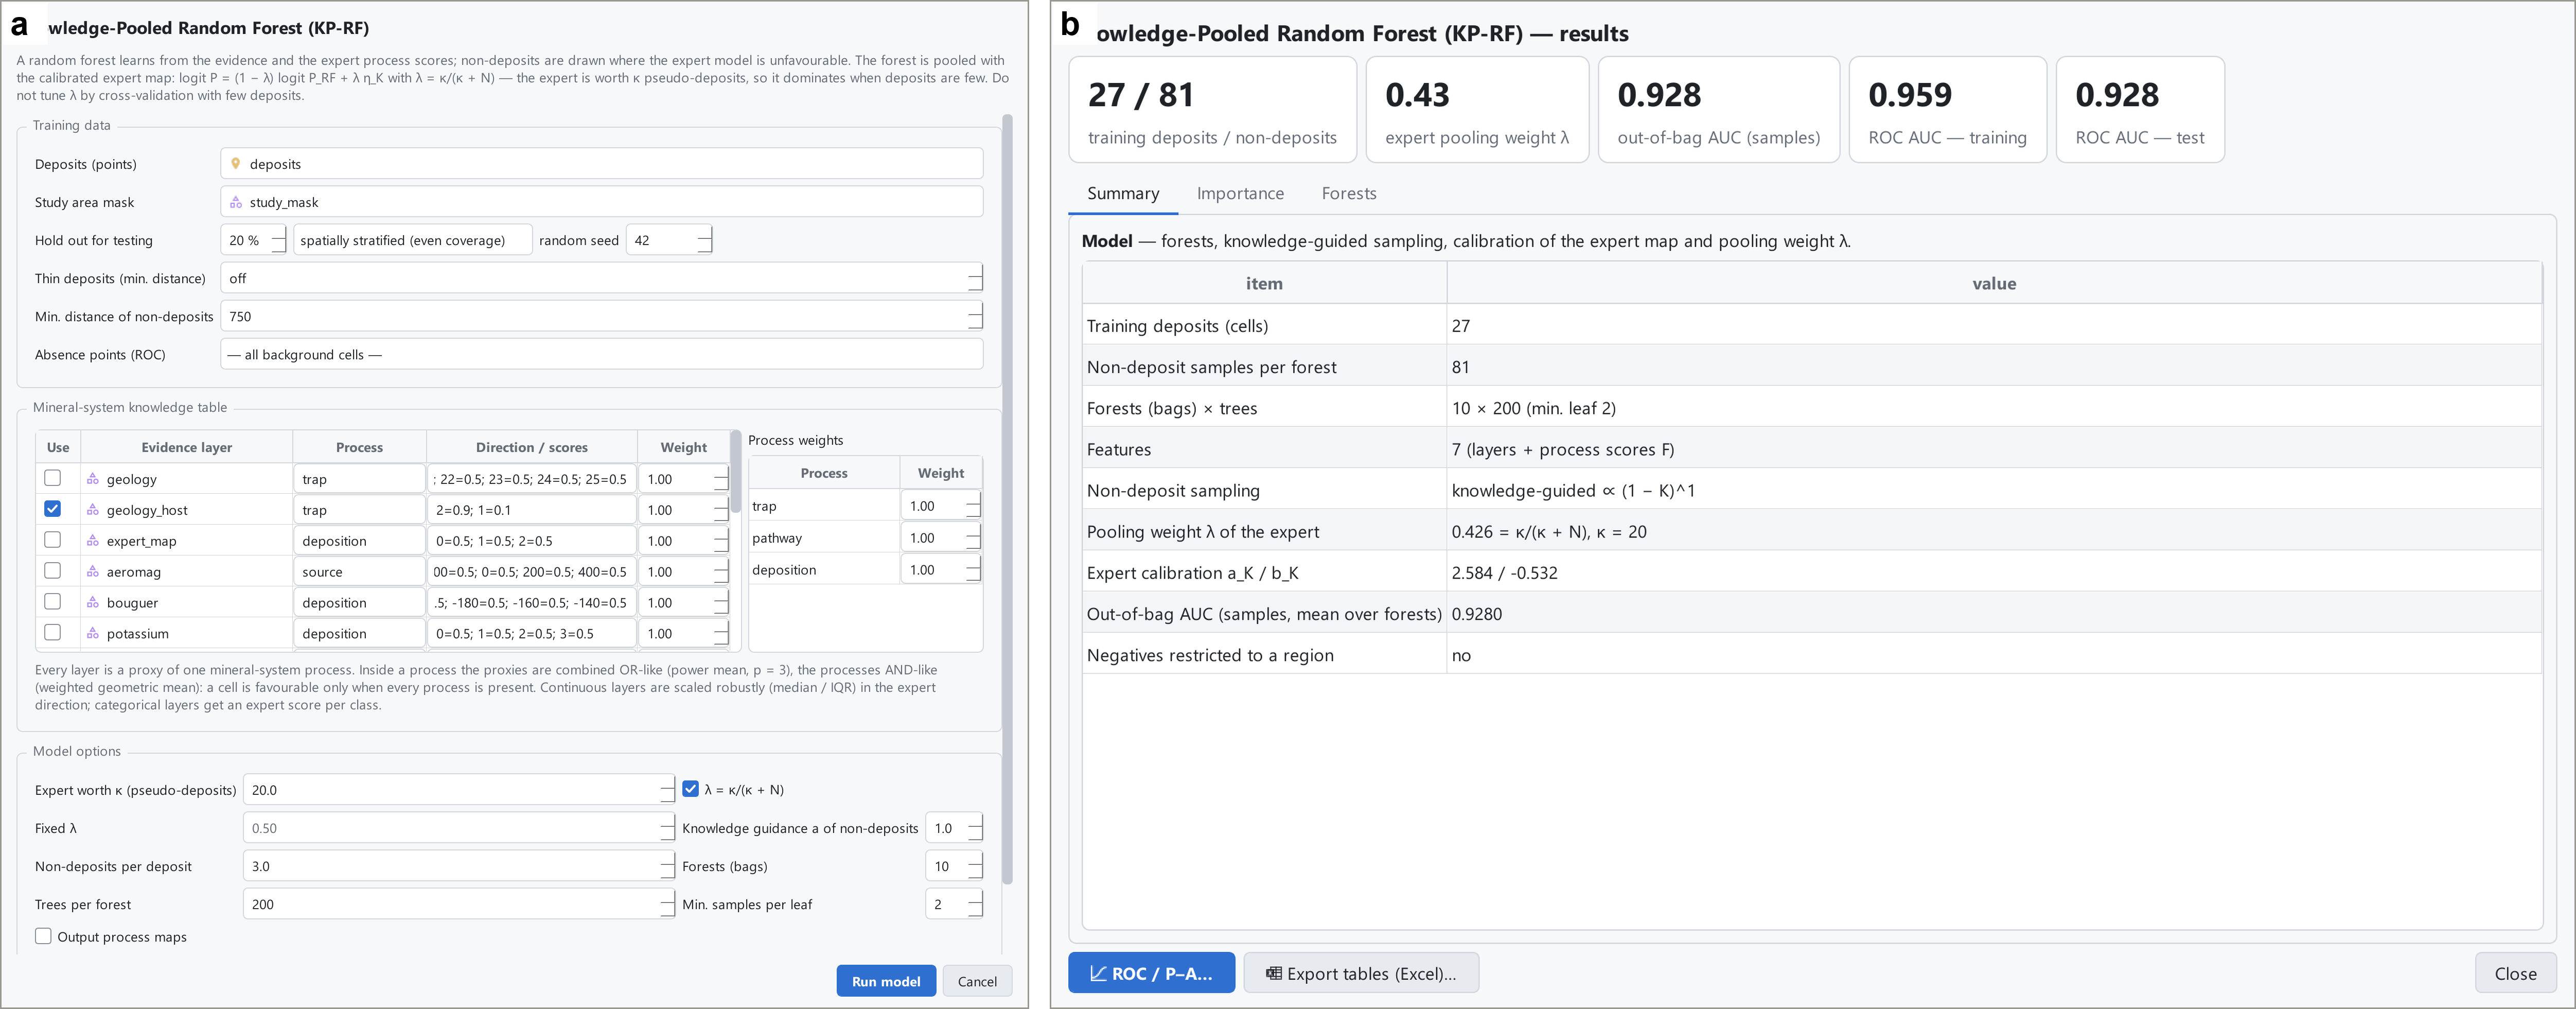 a
wledge-Pooled Random Forest (KP-RF)
A random forest learns from the evidence and the expert process scores; non-deposits are drawn where the expert model is unfavourable. The forest is pooled with
the calibrated expert map: logit P = (1 − λ) logit P_RF + λ η_K with λ = κ/(κ + N) — the expert is worth κ pseudo-deposits, so it dominates when deposits are few. Do
not tune λ by cross-validation with few deposits.
Training data
Deposits (points) deposits
Study area mask study_mask
Hold out for testing 20 % spatially stratified (even coverage) random seed 42
Thin deposits (min. distance) off
Min. distance of non-deposits 750
Absence points (ROC) — all background cells —
Mineral-system knowledge table
Use Evidence layer Process Direction / scores Weight
geology trap ; 22=0.5; 23=0.5; 24=0.5; 25=0.5 1.00
geology_host trap 2=0.9; 1=0.1 1.00
expert_map deposition 0=0.5; 1=0.5; 2=0.5 1.00
aeromag source 00=0.5; 0=0.5; 200=0.5; 400=0.5 1.00
bouguer deposition .5; -180=0.5; -160=0.5; -140=0.5 1.00
potassium deposition 0=0.5; 1=0.5; 2=0.5; 3=0.5 1.00
Process weights
Process Weight
trap 1.00
pathway 1.00
deposition 1.00
Every layer is a proxy of one mineral-system process. Inside a process the proxies are combined OR-like (power mean, p = 3), the processes AND-like
(weighted geometric mean): a cell is favourable only when every process is present. Continuous layers are scaled robustly (median / IQR) in the expert
direction; categorical layers get an expert score per class.
Model options
Expert worth κ (pseudo-deposits) 20.0 λ = κ/(κ + N)
Fixed λ 0.50 Knowledge guidance a of non-deposits 1.0
Non-deposits per deposit 3.0 Forests (bags) 10
Trees per forest 200 Min. samples per leaf 2
Output process maps
Run model Cancel
b
owledge-Pooled Random Forest (KP-RF) — results
27 / 81 0.43 0.928 0.959 0.928
training deposits / non-deposits expert pooling weight λ out-of-bag AUC (samples) ROC AUC — training ROC AUC — test
Summary Importance Forests
Model — forests, knowledge-guided sampling, calibration of the expert map and pooling weight λ.
item value
Training deposits (cells) 27
Non-deposit samples per forest 81
Forests (bags) × trees 10 × 200 (min. leaf 2)
Features 7 (layers + process scores F)
Non-deposit sampling knowledge-guided ∝ (1 − K)^1
Pooling weight λ of the expert 0.426 = κ/(κ + N), κ = 20
Expert calibration a_K / b_K 2.584 / -0.532
Out-of-bag AUC (samples, mean over forests) 0.9280
Negatives restricted to a region no
ROC / P–A... Export tables (Excel)... Close